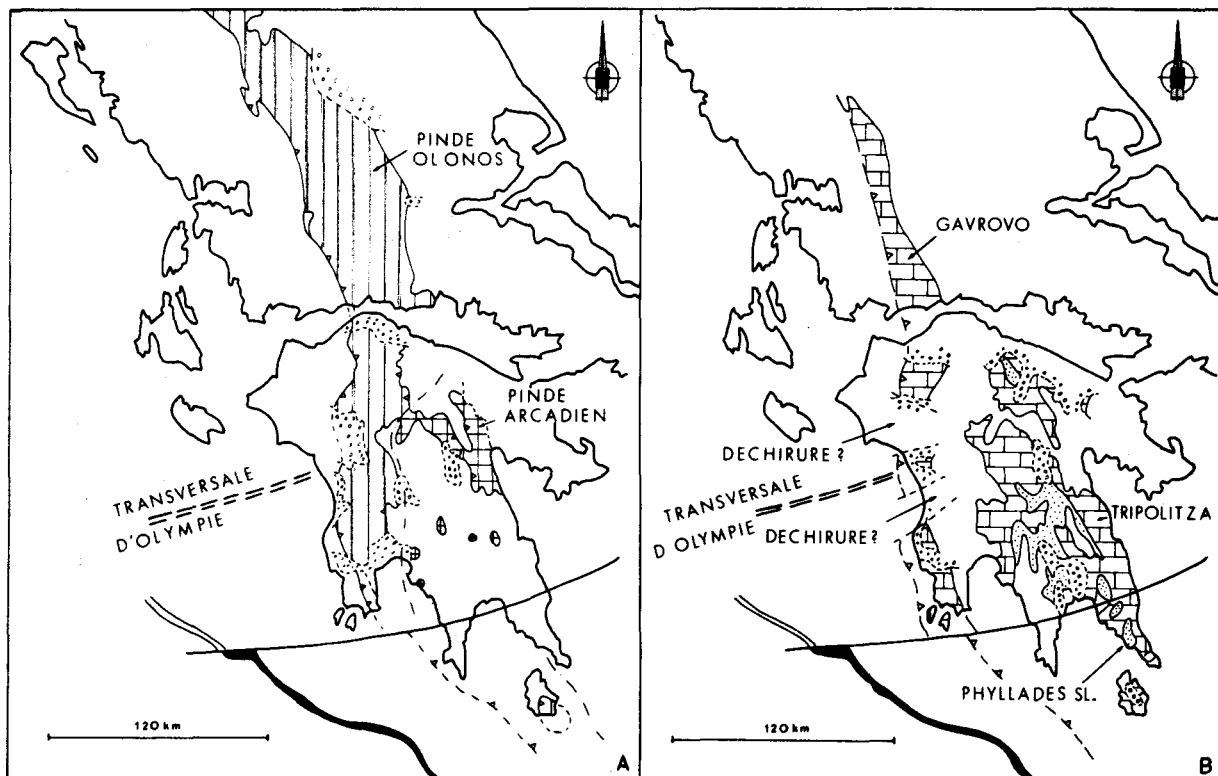 PINDE
OLONOS
PINDE
ARCADIEN
TRANSVERSALE
D'OLYMPIE
120 km
A
GAVROVO
DECHIRURE ?
TRANSVERSALE
D OLYMPIE
DECHIRURE ?
TRIPOLITZA
PHYLLADES SL.
120 km
B